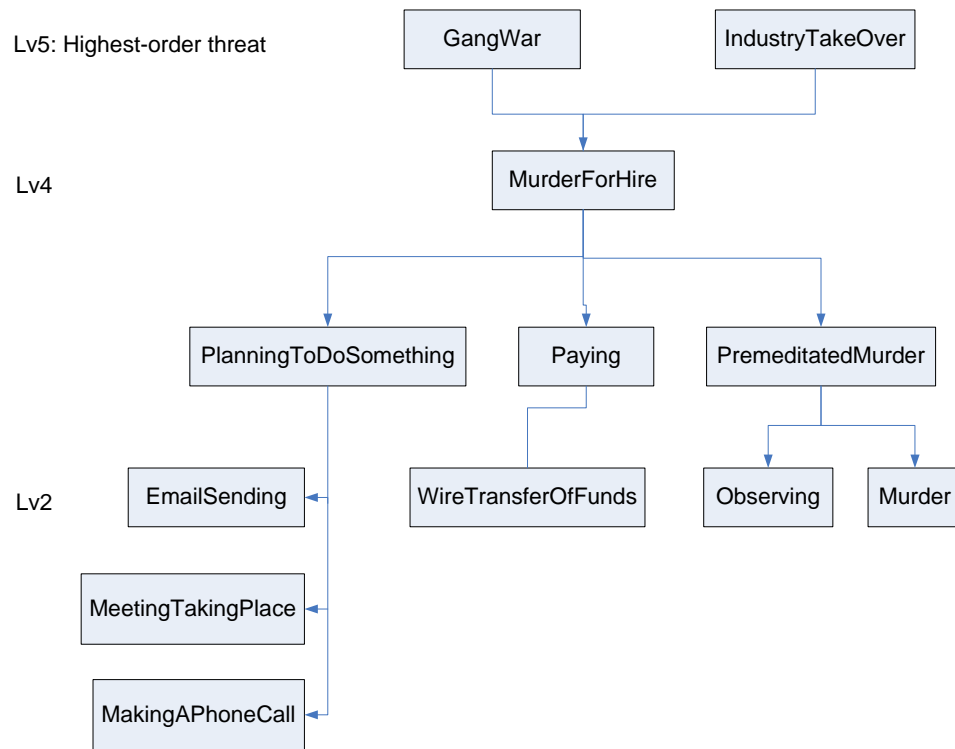 Lv5: Highest-order threat
GangWar
IndustryTakeOver
Lv4
MurderForHire
PlanningToDoSomething
Paying
PremeditatedMurder
Lv2
EmailSending
WireTransferOfFunds
Observing
Murder
MeetingTakingPlace
MakingAPhoneCall